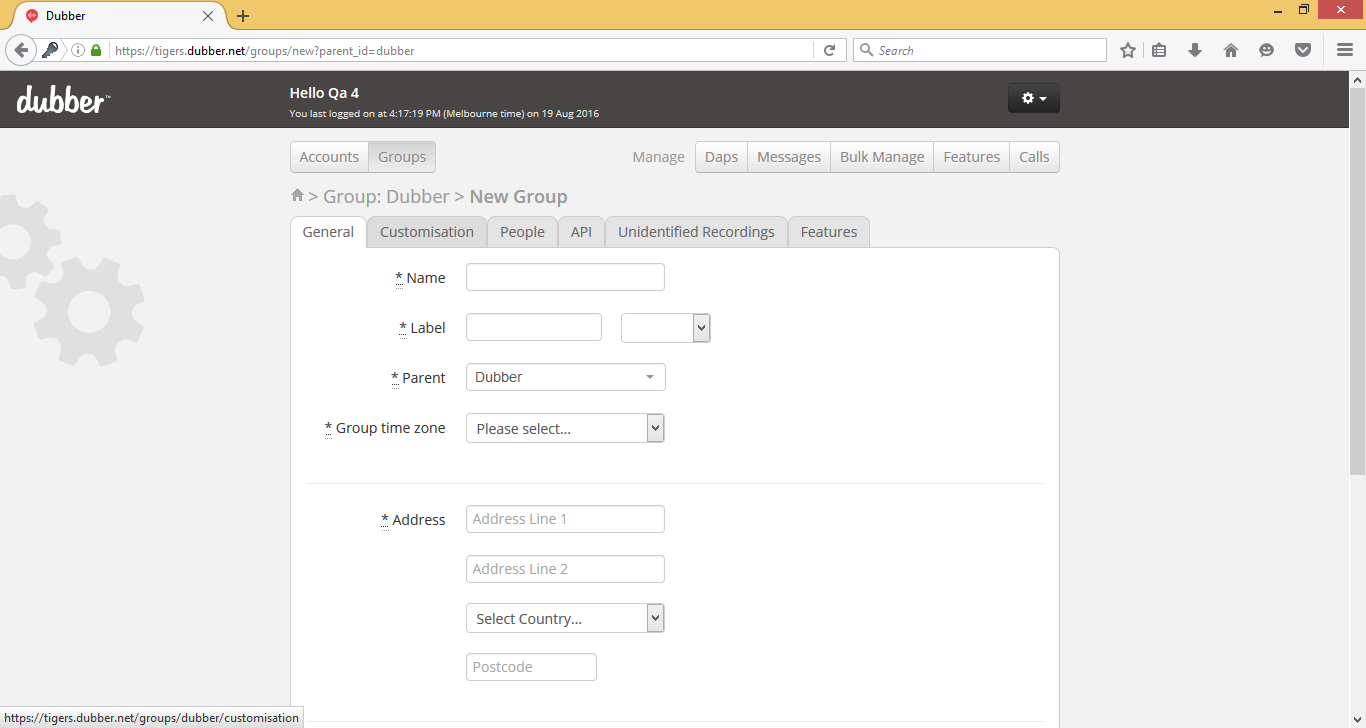 Dubber
https://tigers.dubber.net/groups/new?parent_id=dubber
Search
dubber™
Hello Qa 4
You last logged on at 4:17:19 PM (Melbourne time) on 19 Aug 2016
Accounts Groups Manage Daps Messages Bulk Manage Features Calls
> Group: Dubber > New Group
General Customisation People API Unidentified Recordings Features
* Name
* Label
* Parent Dubber
* Group time zone Please select...
* Address Address Line 1
Address Line 2
Select Country...
Postcode
https://tigers.dubber.net/groups/dubber/customisation